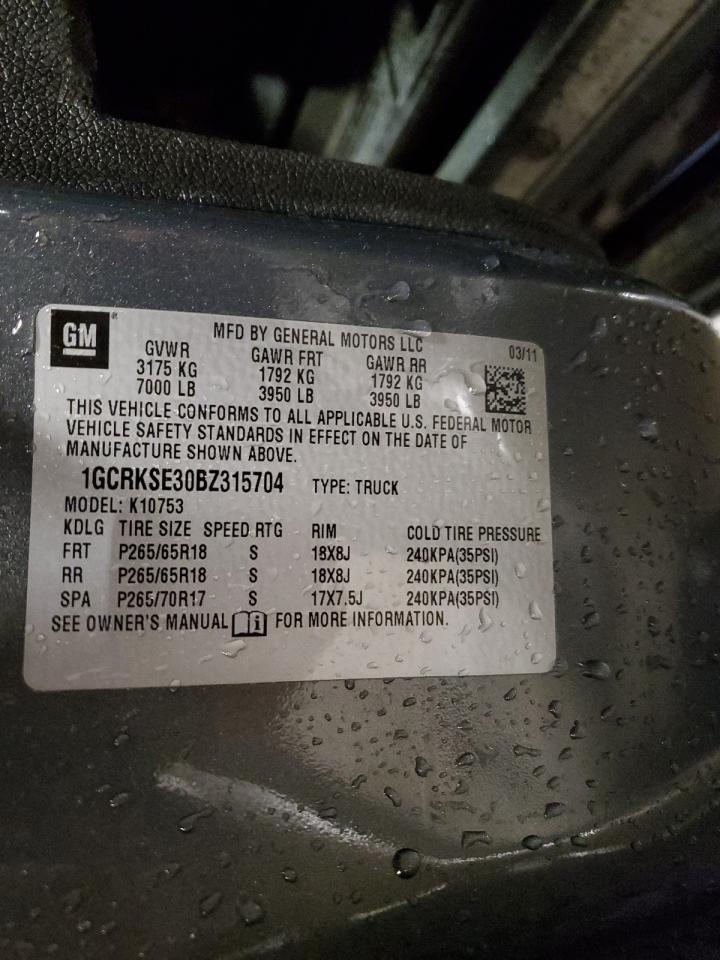 GM
MFD BY GENERAL MOTORS LLC 03/11
GVWR GAWR FRT GAWR RR
3175 KG 1792 KG 1792 KG
7000 LB 3950 LB 3950 LB
THIS VEHICLE CONFORMS TO ALL APPLICABLE U.S. FEDERAL MOTOR
VEHICLE SAFETY STANDARDS IN EFFECT ON THE DATE OF
MANUFACTURE SHOWN ABOVE.
1GCRKSE30BZ315704 TYPE: TRUCK
MODEL: K10753
KDLG TIRE SIZE SPEED RTG RIM COLD TIRE PRESSURE
FRT P265/65R18 S 18X8J 240KPA(35PSI)
RR P265/65R18 S 18X8J 240KPA(35PSI)
SPA P265/70R17 S 17X7.5J 240KPA(35PSI)
SEE OWNER'S MANUAL i FOR MORE INFORMATION.